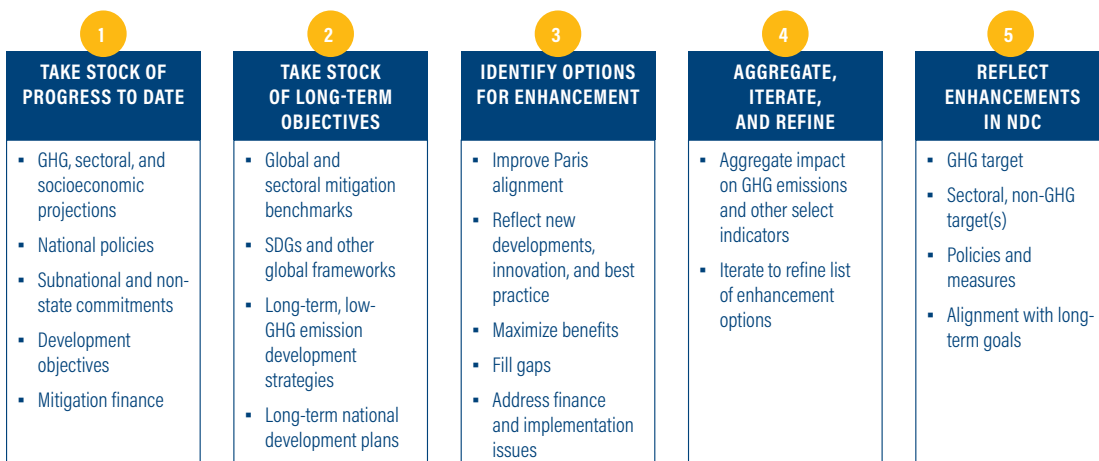 1
TAKE STOCK OF
PROGRESS TO DATE
▪ GHG, sectoral, and
socioeconomic
projections
▪ National policies
▪ Subnational and non-
state commitments
▪ Development
objectives
▪ Mitigation finance
2
TAKE STOCK
OF LONG-TERM
OBJECTIVES
▪ Global and
sectoral mitigation
benchmarks
▪ SDGs and other
global frameworks
▪ Long-term, low-
GHG emission
development
strategies
▪ Long-term national
development plans
3
IDENTIFY OPTIONS
FOR ENHANCEMENT
▪ Improve Paris
alignment
▪ Reflect new
developments,
innovation, and best
practice
▪ Maximize benefits
▪ Fill gaps
▪ Address finance
and implementation
issues
4
AGGREGATE,
ITERATE,
AND REFINE
▪ Aggregate impact
on GHG emissions
and other select
indicators
▪ Iterate to refine list
of enhancement
options
5
REFLECT
ENHANCEMENTS
IN NDC
▪ GHG target
▪ Sectoral, non-GHG
target(s)
▪ Policies and
measures
▪ Alignment with long-
term goals